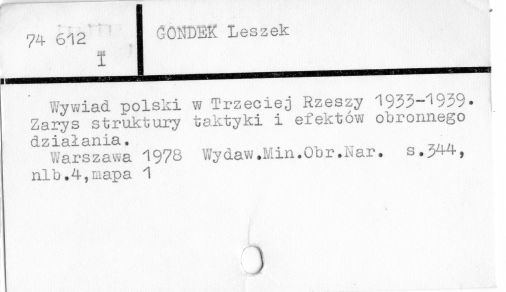 74 612
I
GONDEK Leszek
Wywiad polski w Trzeciej Rzeszy 1933-1939.
Zarys struktury taktyki i efektów obronnego
działania.
Warszawa 1978 Wydaw.Min.Obr.Nar. s.344,
nlb.4,mapa 1